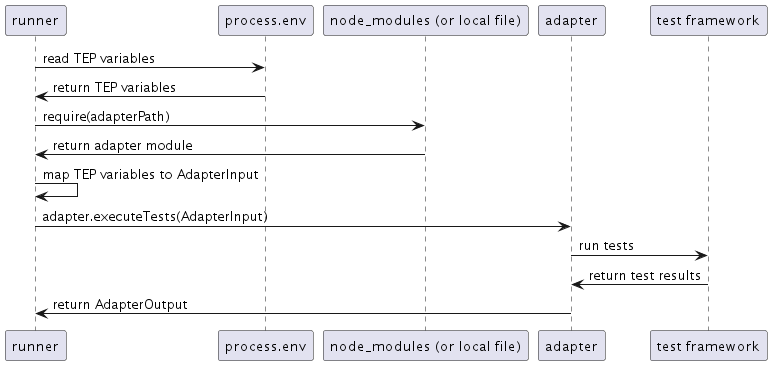 runner
process.env
node_modules (or local file)
adapter
test framework
read TEP variables
return TEP variables
require(adapterPath)
return adapter module
map TEP variables to AdapterInput
adapter.executeTests(AdapterInput)
run tests
return test results
return AdapterOutput
runner
process.env
node_modules (or local file)
adapter
test framework